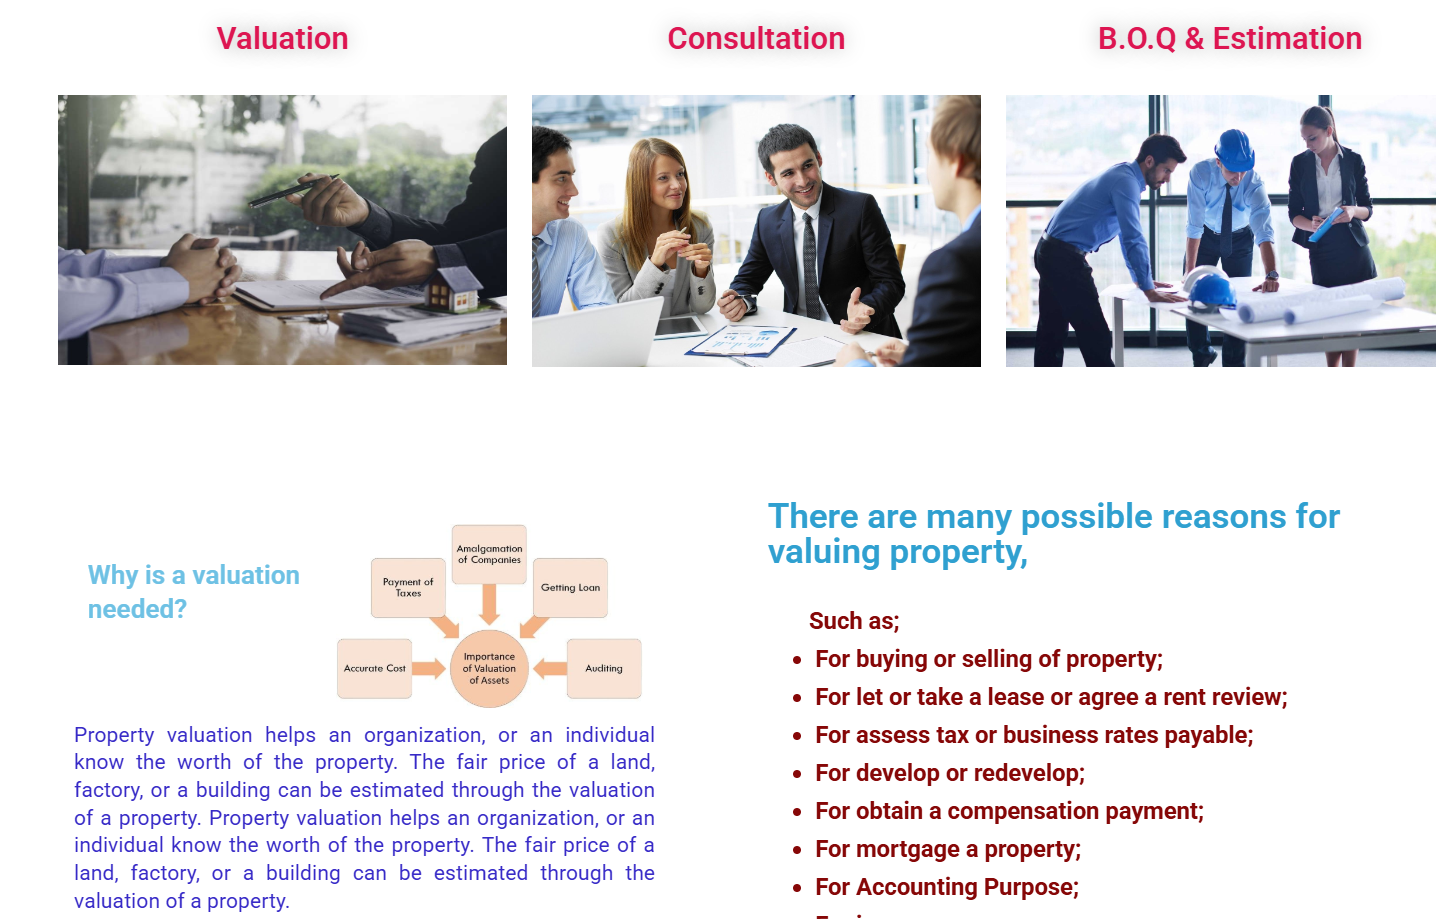 Valuation
Consultation
B.O.Q & Estimation
Why is a valuation
needed?
Amalgamation
of Companies
Payment of
Taxes
Getting Loan
Accurate Cost
Importance
of Valuation
of Assets
Auditing
Property valuation helps an organization, or an individual
know the worth of the property. The fair price of a land,
factory, or a building can be estimated through the valuation
of a property. Property valuation helps an organization, or an
individual know the worth of the property. The fair price of a
land, factory, or a building can be estimated through the
valuation of a property.
There are many possible reasons for
valuing property,
Such as;
• For buying or selling of property;
• For let or take a lease or agree a rent review;
• For assess tax or business rates payable;
• For develop or redevelop;
• For obtain a compensation payment;
• For mortgage a property;
• For Accounting Purpose;